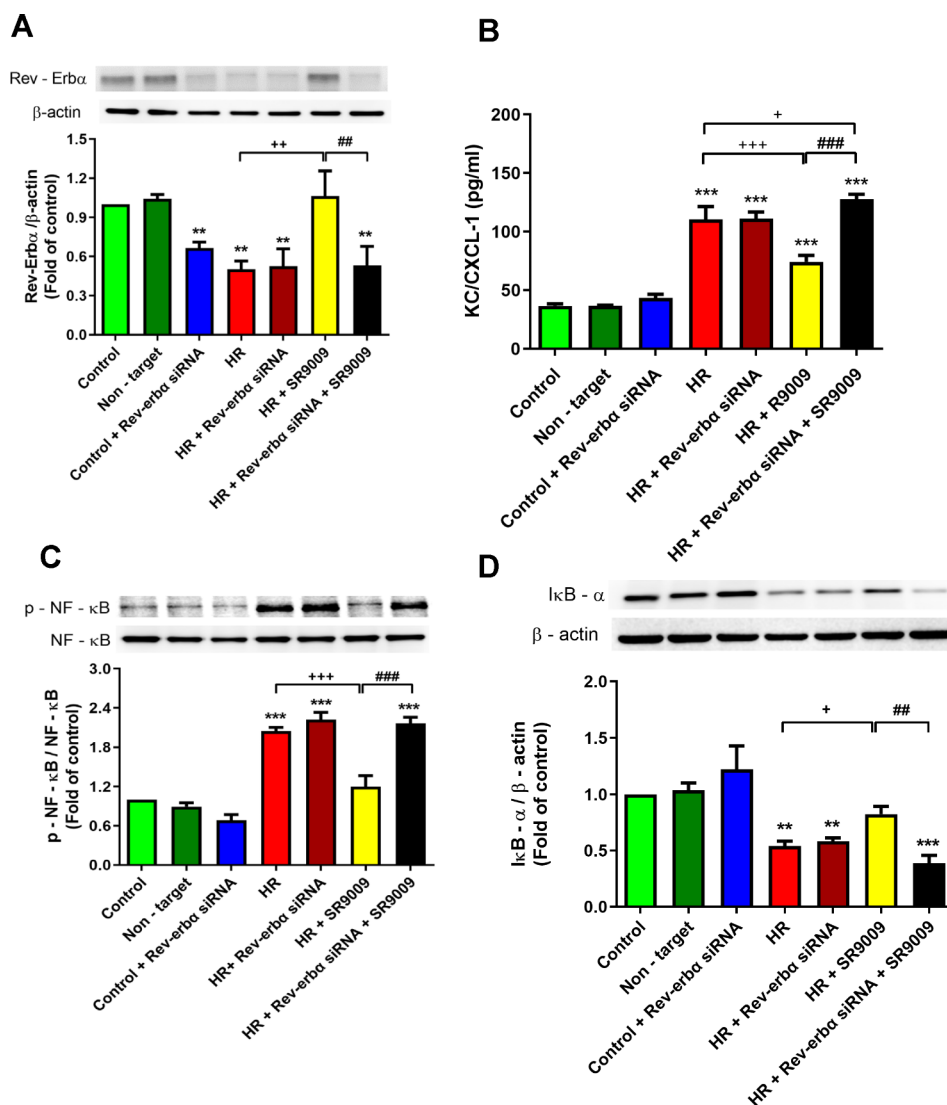 A
Rev - Erbα
β-actin
Rev-Erbα /β-actin
(Fold of control)
1.5
1.2
0.9
0.6
0.3
0.0
++
##
**
**
**
**
Control
Non - target
Control + Rev-erbα siRNA
HR
HR + Rev-erbα siRNA
HR + SR9009
HR + Rev-erbα siRNA + SR9009
B
KC/CXCL-1 (pg/ml)
200
150
100
50
0
+
+++
###
***
***
***
***
Control
Non - target
Control + Rev-erbα siRNA
HR
HR + Rev-erbα siRNA
HR + R9009
HR + Rev-erbα siRNA + SR9009
C
p - NF - κB
NF - κB
p - NF - κB / NF - κB
(Fold of control)
3.0
2.4
1.8
1.2
0.6
0.0
+++
###
***
***
***
Control
Non - target
Control + Rev-erbα siRNA
HR
HR+ Rev-erbα siRNA
HR + SR9009
HR + Rev-erbα siRNA + SR9009
D
IκB - α
β - actin
IκB - α / β - actin
(Fold of control)
2.0
1.5
1.0
0.5
0.0
+
##
**
**
***
Control
Non - target
Control + Rev-erbα siRNA
HR
HR + Rev-erbα siRNA
HR + SR9009
HR + Rev-erbα siRNA + SR9009